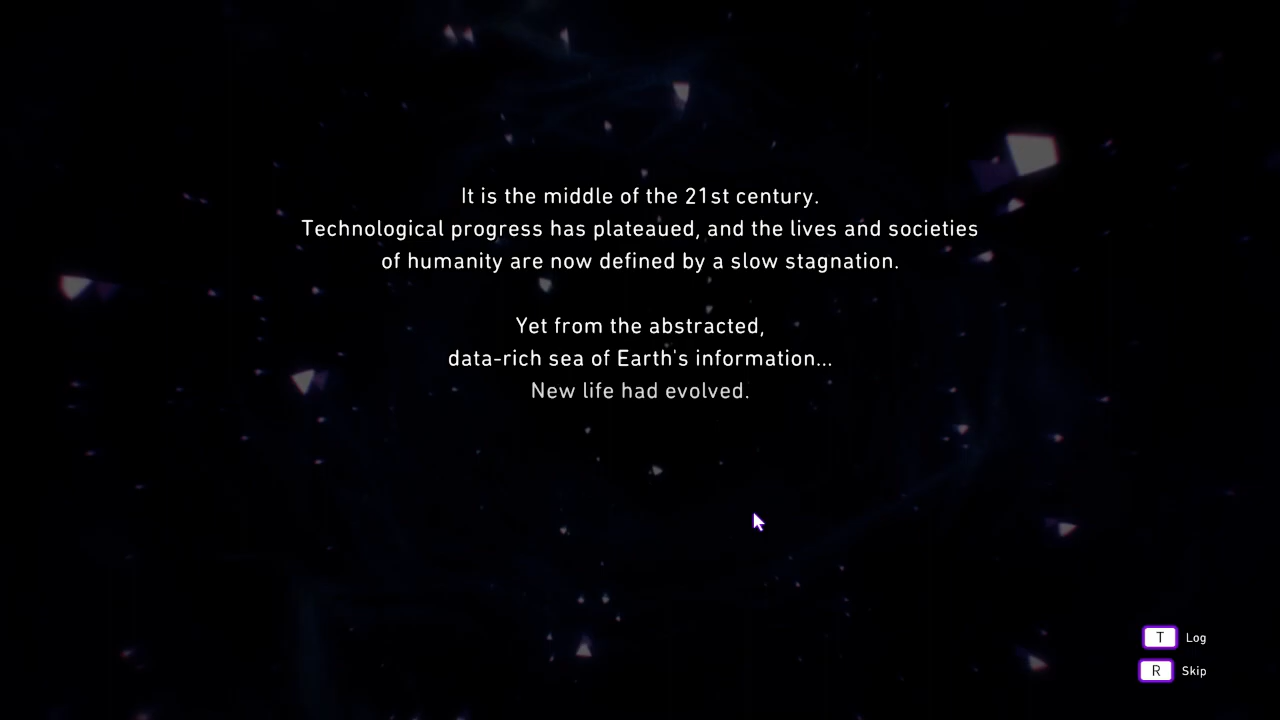 It is the middle of the 21st century.
Technological progress has plateaued, and the lives and societies
of humanity are now defined by a slow stagnation.
Yet from the abstracted,
data-rich sea of Earth's information...
New life had evolved.
T Log
R Skip